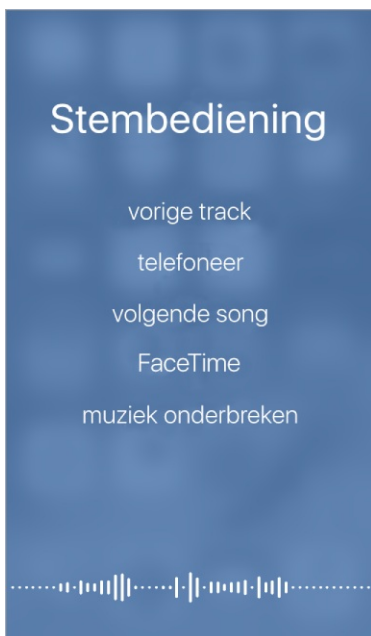 Stembediening
vorige track
telefoneer
volgende song
FaceTime
muziek onderbreken